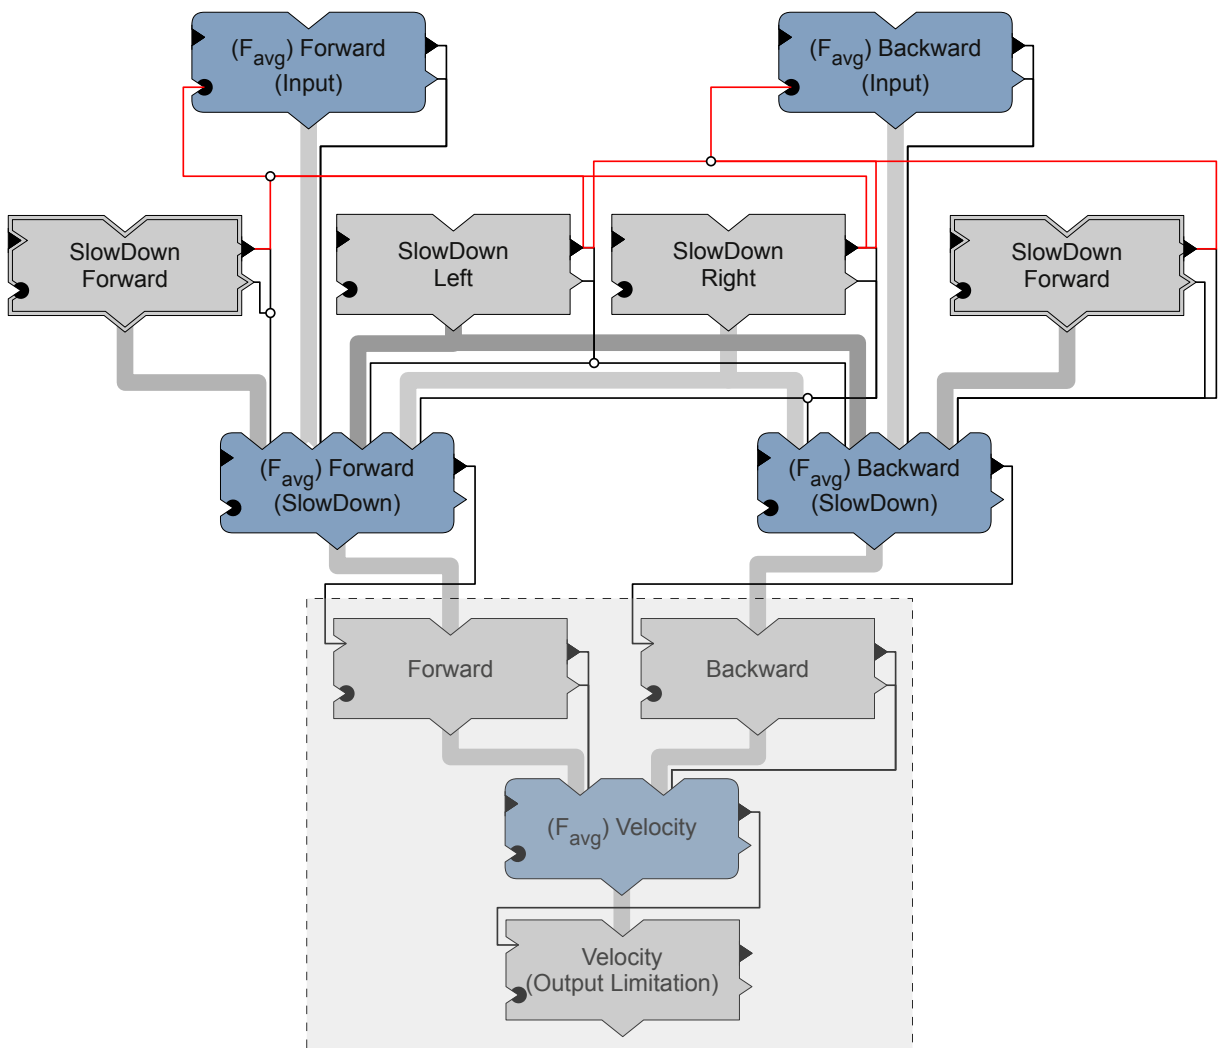 (Favg) Forward
(Input)
(Favg) Backward
(Input)
SlowDown
Forward
SlowDown
Left
SlowDown
Right
SlowDown
Forward
(Favg) Forward
(SlowDown)
(Favg) Backward
(SlowDown)
Forward
Backward
(Favg) Velocity
Velocity
(Output Limitation)